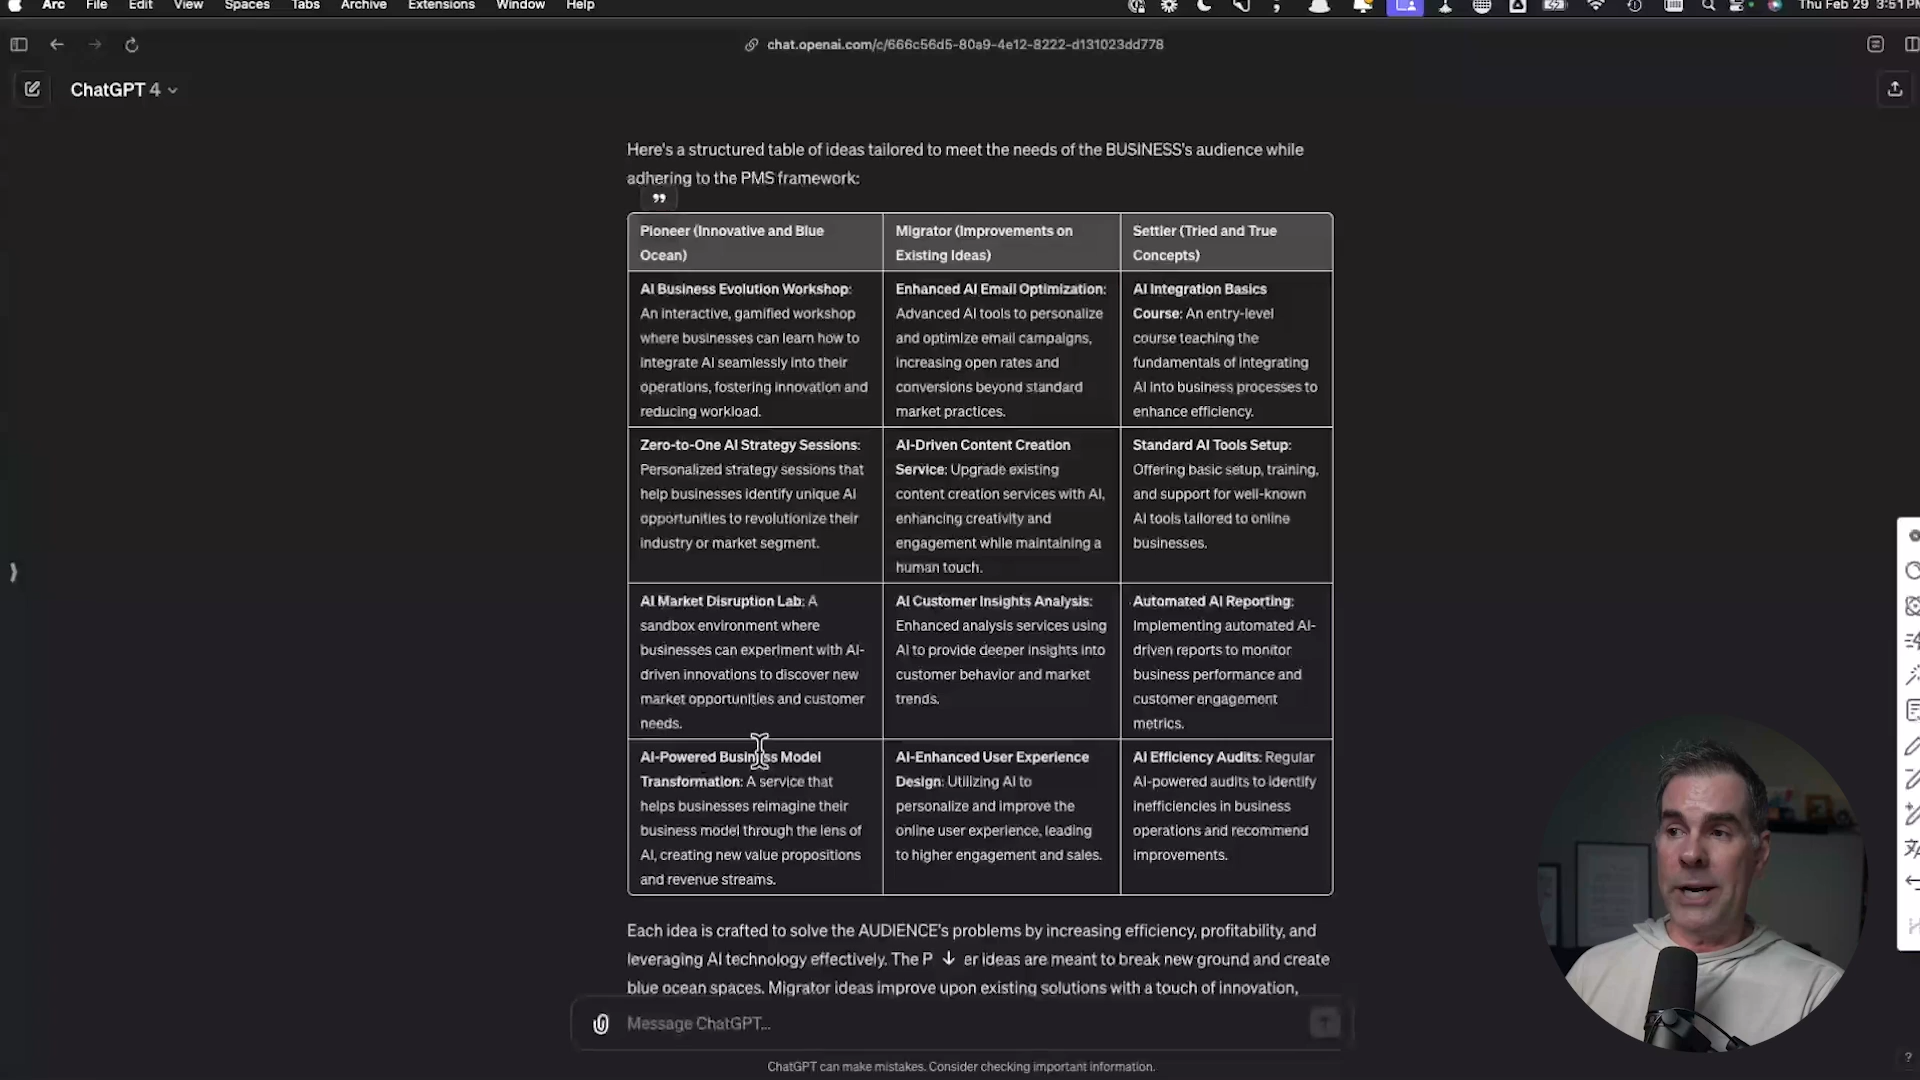 Arc File Edit View Spaces Tabs Archive Extensions Window Help Thu Feb 29 3:51
chat.openai.com/c/666c56d5-80a9-4e12-8222-d131023dd778
ChatGPT 4
Here's a structured table of ideas tailored to meet the needs of the BUSINESS's audience while
adhering to the PMS framework:
Pioneer (Innovative and Blue
Ocean)
Migrator (Improvements on
Existing Ideas)
Settler (Tried and True
Concepts)
AI Business Evolution Workshop:
An interactive, gamified workshop
where businesses can learn how to
integrate AI seamlessly into their
operations, fostering innovation and
reducing workload.
Enhanced AI Email Optimization:
Advanced AI tools to personalize
and optimize email campaigns,
increasing open rates and
conversions beyond standard
market practices.
AI Integration Basics
Course: An entry-level
course teaching the
fundamentals of integrating
AI into business processes to
enhance efficiency.
Zero-to-One AI Strategy Sessions:
Personalized strategy sessions that
help businesses identify unique AI
opportunities to revolutionize their
industry or market segment.
AI-Driven Content Creation
Service: Upgrade existing
content creation services with AI,
enhancing creativity and
engagement while maintaining a
human touch.
Standard AI Tools Setup:
Offering basic setup, training,
and support for well-known
AI tools tailored to online
businesses.
AI Market Disruption Lab: A
sandbox environment where
businesses can experiment with AI-
driven innovations to discover new
market opportunities and customer
needs.
AI Customer Insights Analysis:
Enhanced analysis services using
AI to provide deeper insights into
customer behavior and market
trends.
Automated AI Reporting:
Implementing automated AI-
driven reports to monitor
business performance and
customer engagement
metrics.
AI-Powered Business Model
Transformation: A service that
helps businesses reimagine their
business model through the lens of
AI, creating new value propositions
and revenue streams.
AI-Enhanced User Experience
Design: Utilizing AI to
personalize and improve the
online user experience, leading
to higher engagement and sales.
AI Efficiency Audits: Regular
AI-powered audits to identify
inefficiencies in business
operations and recommend
improvements.
Each idea is crafted to solve the AUDIENCE's problems by increasing efficiency, profitability, and
leveraging AI technology effectively. The P er ideas are meant to break new ground and create
blue ocean spaces. Migrator ideas improve upon existing solutions with a touch of innovation,
Message ChatGPT...
ChatGPT can make mistakes. Consider checking important information.
?